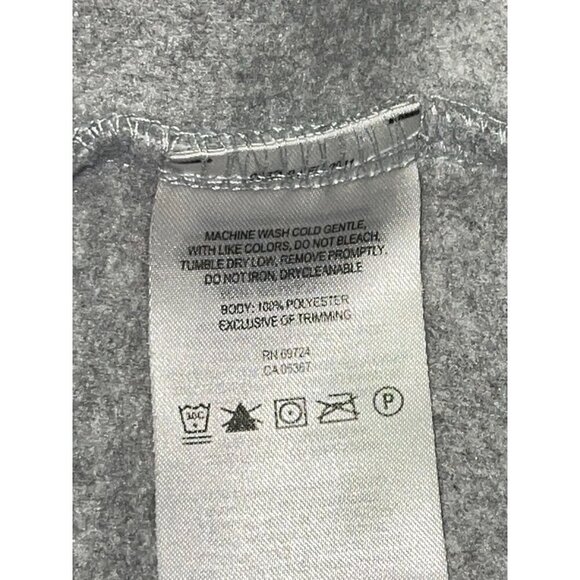 MACHINE WASH COLD GENTLE,
WITH LIKE COLORS, DO NOT BLEACH,
TUMBLE DRY LOW, REMOVE PROMPTLY,
DO NOT IRON, DRYCLEANABLE
BODY: 100% POLYESTER
EXCLUSIVE OF TRIMMING
RN 69724
CA 05367
30C
P